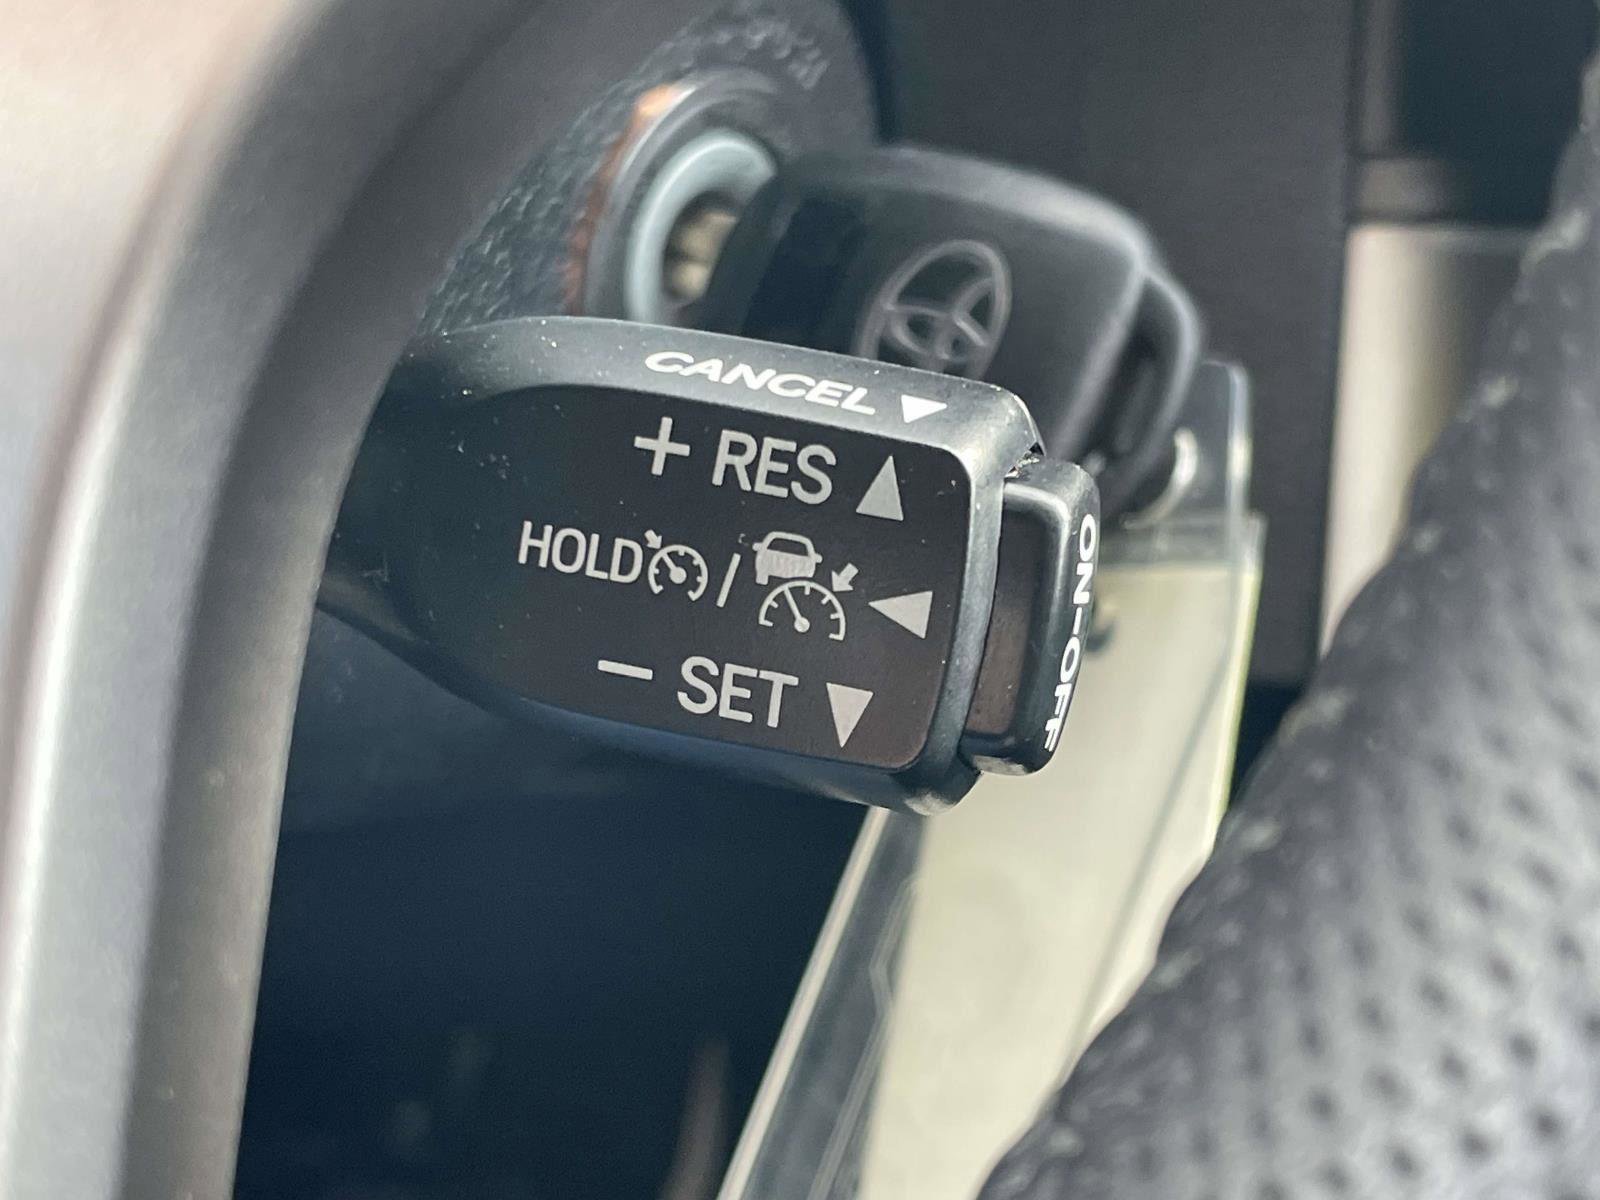 CANCEL
+ RES
HOLD /
− SET
ON-OFF